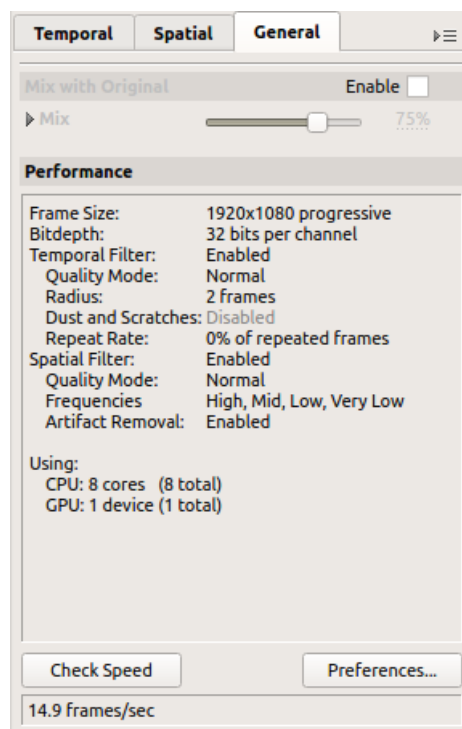 Temporal Spatial General
Mix with Original Enable
Mix 75%
Performance
Frame Size: 1920x1080 progressive
Bitdepth: 32 bits per channel
Temporal Filter: Enabled
Quality Mode: Normal
Radius: 2 frames
Dust and Scratches: Disabled
Repeat Rate: 0% of repeated frames
Spatial Filter: Enabled
Quality Mode: Normal
Frequencies High, Mid, Low, Very Low
Artifact Removal: Enabled
Using:
CPU: 8 cores (8 total)
GPU: 1 device (1 total)
Check Speed Preferences...
14.9 frames/sec